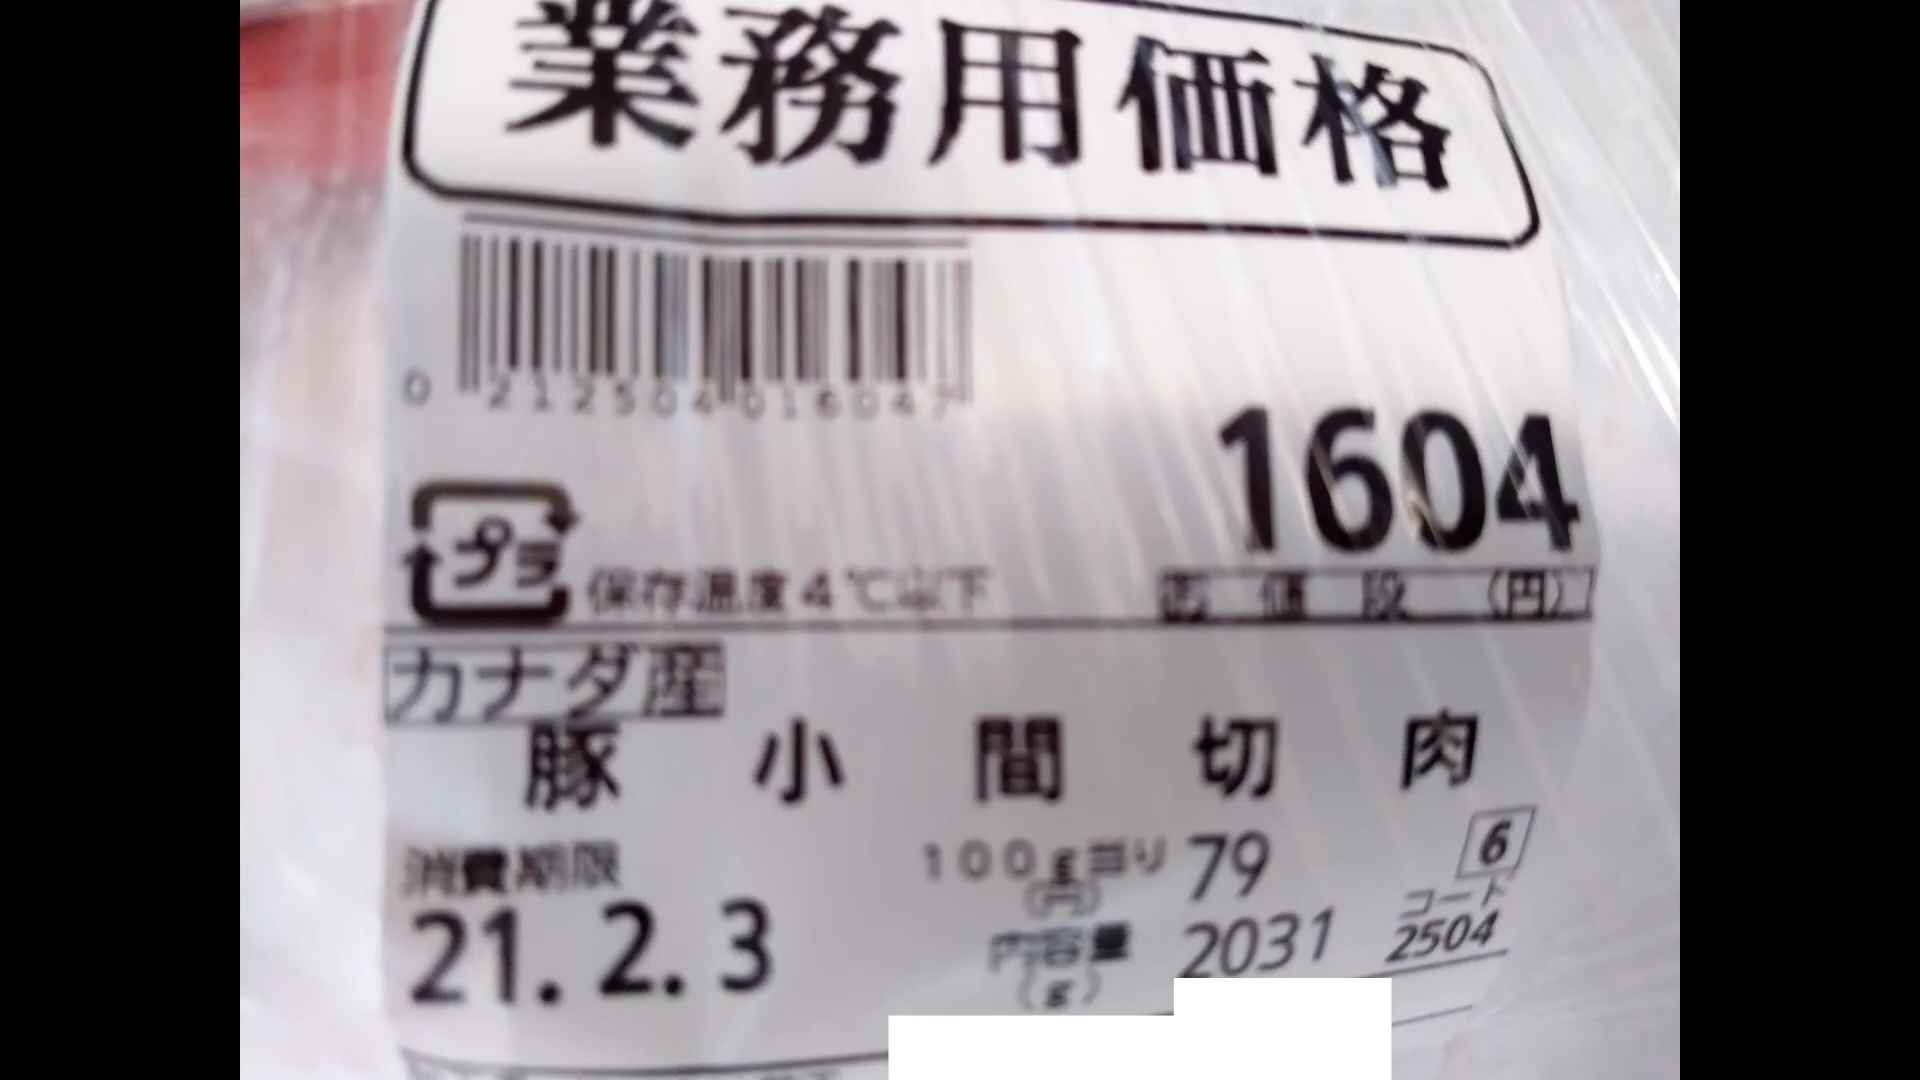 業務用価格
0 212504 016047
1604
プラ 保存温度4℃以下 お値段 (円)
カナダ産
豚小間切肉
消費期限 100g当り 79 6
(円)
21.2.3 内容量 2031 コード
(g) 2504